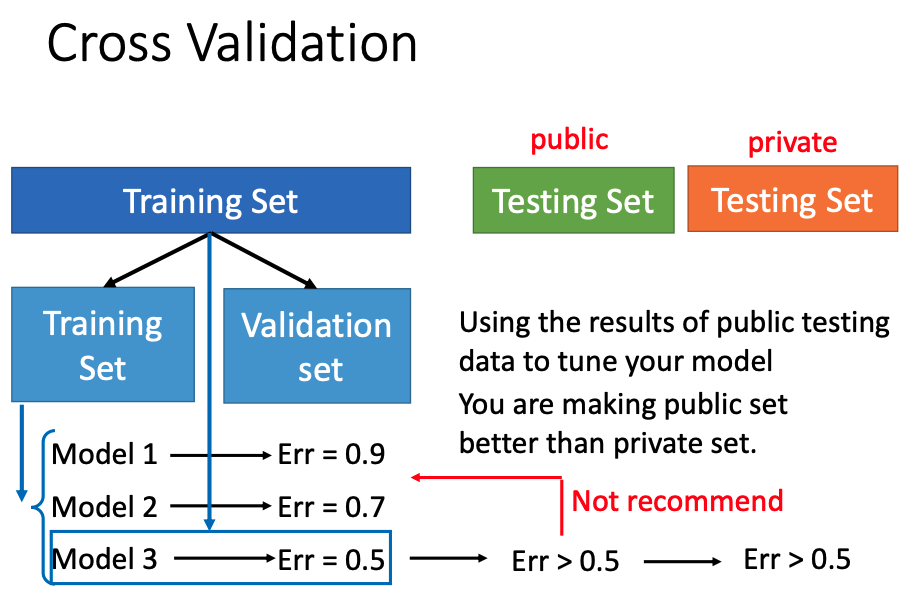 Cross Validation
public
private
Training Set
Testing Set
Testing Set
Training
Set
Validation
set
Using the results of public testing
data to tune your model
You are making public set
better than private set.
Model 1
Err = 0.9
Model 2
Err = 0.7
Not recommend
Model 3
Err = 0.5
Err > 0.5
Err > 0.5